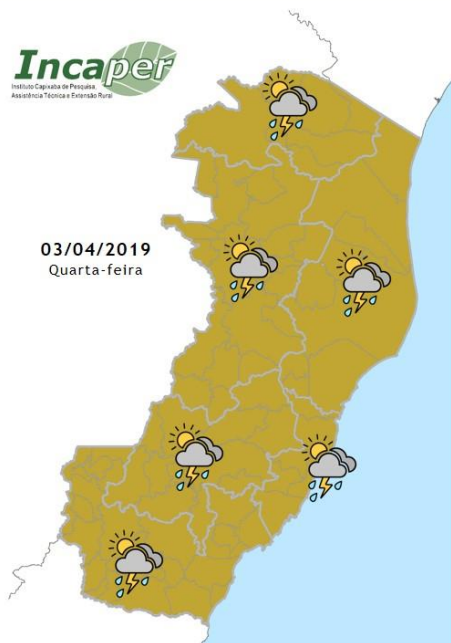 Incaper
Instituto Capixaba de Pesquisa,
Assistência Técnica e Extensão Rural
03/04/2019
Quarta-feira